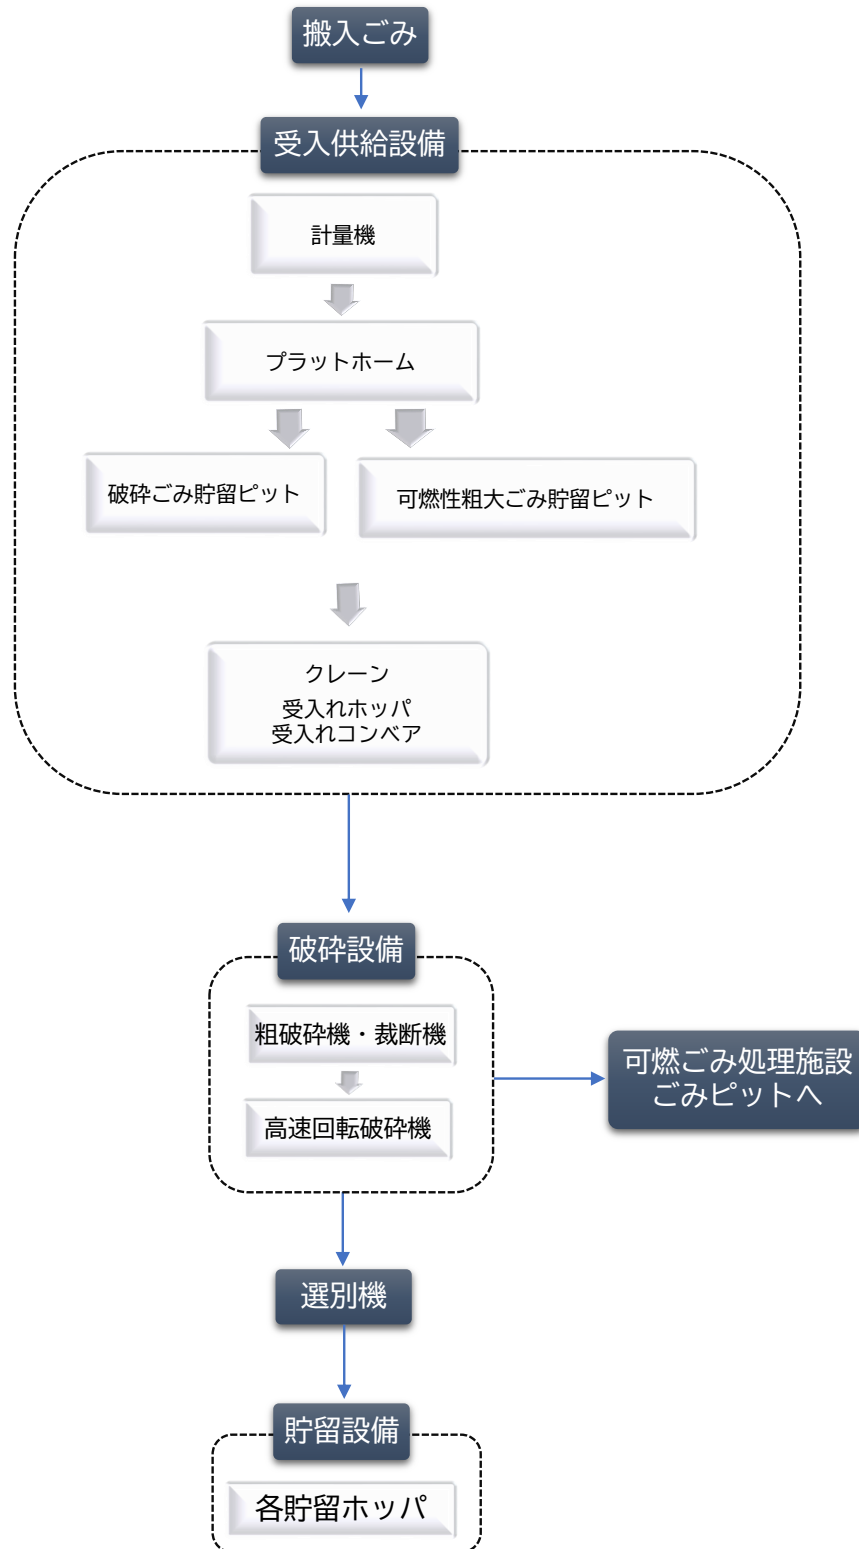 搬入ごみ
受入供給設備
計量機
プラットホーム
破砕ごみ貯留ピット
可燃性粗大ごみ貯留ピット
クレーン
受入れホッパ
受入れコンベア
破砕設備
粗破砕機・裁断機
高速回転破砕機
可燃ごみ処理施設
ごみピットへ
選別機
貯留設備
各貯留ホッパ